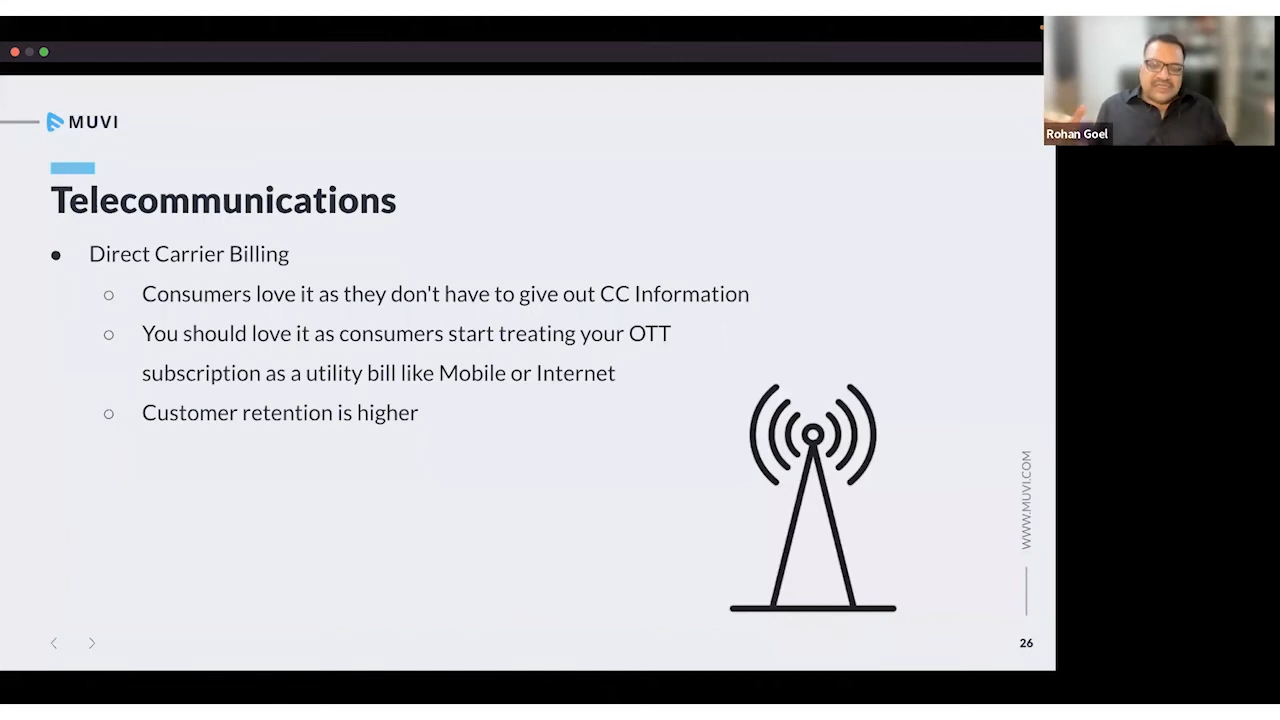 MUVI
Rohan Goel
Telecommunications
● Direct Carrier Billing
○ Consumers love it as they don't have to give out CC Information
○ You should love it as consumers start treating your OTT
subscription as a utility bill like Mobile or Internet
○ Customer retention is higher
WWW.MUVI.COM
26